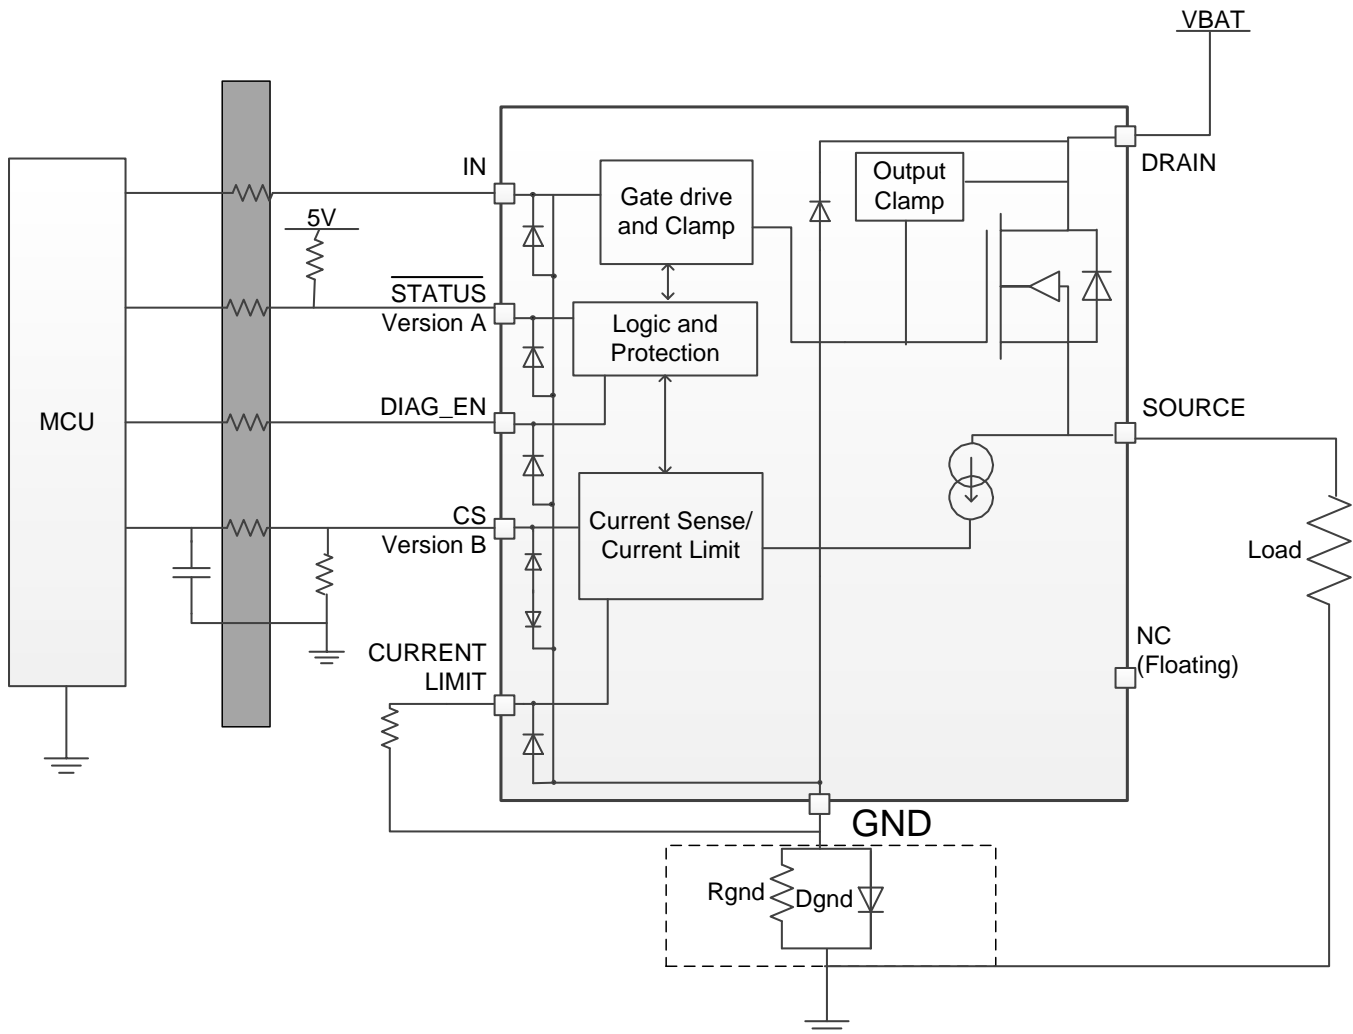 VBAT
IN
DRAIN
Gate drive
and Clamp
Output
Clamp
5V
STATUS
Version A
Logic and
Protection
MCU
DIAG_EN
SOURCE
CS
Version B
Current Sense/
Current Limit
Load
NC
(Floating)
CURRENT
LIMIT
GND
Rgnd
Dgnd